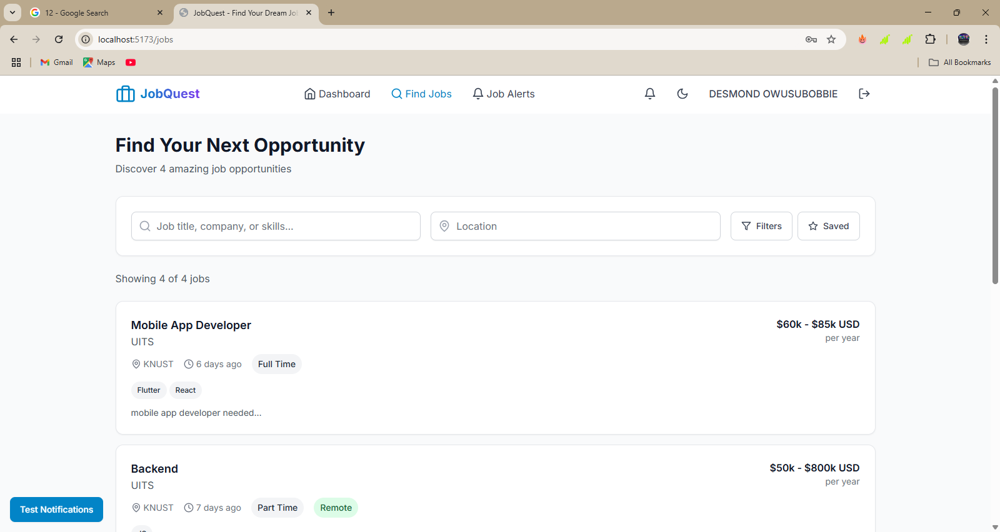 12 - Google Search
JobQuest - Find Your Dream Jo
localhost:5173/jobs
Gmail
Maps
All Bookmarks
JobQuest
Dashboard
Find Jobs
Job Alerts
DESMOND OWUSUBOBBIE
Find Your Next Opportunity
Discover 4 amazing job opportunities
Job title, company, or skills...
Location
Filters
Saved
Showing 4 of 4 jobs
Mobile App Developer
$60k - $85k USD
UITS
per year
KNUST
6 days ago
Full Time
Flutter
React
mobile app developer needed...
Backend
$50k - $800k USD
UITS
per year
KNUST
7 days ago
Part Time
Remote
Test Notifications